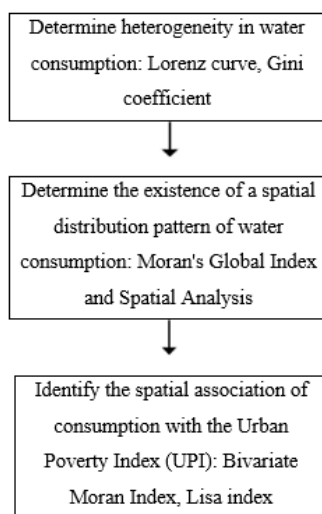 Determine heterogeneity in water
consumption: Lorenz curve, Gini
coefficient
Determine the existence of a spatial
distribution pattern of water
consumption: Moran's Global Index
and Spatial Analysis
Identify the spatial association of
consumption with the Urban
Poverty Index (UPI): Bivariate
Moran Index, Lisa index